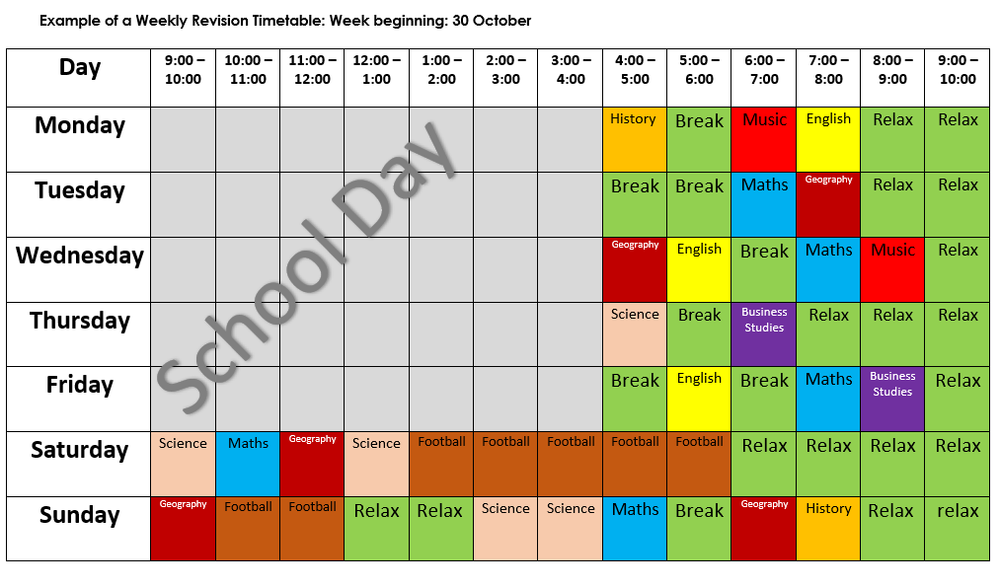 Example of a Weekly Revision Timetable: Week beginning: 30 October
Day 9:00 – 10:00 10:00 – 11:00 11:00 – 12:00 12:00 – 1:00 1:00 – 2:00 2:00 – 3:00 3:00 – 4:00 4:00 – 5:00 5:00 – 6:00 6:00 – 7:00 7:00 – 8:00 8:00 – 9:00 9:00 – 10:00
Monday History Break Music English Relax Relax
Tuesday Break Break Maths Geography Relax Relax
Wednesday Geography English Break Maths Music Relax
Thursday Science Break Business Studies Relax Relax Relax
Friday Break English Break Maths Business Studies Relax
School Day
Saturday Science Maths Geography Science Football Football Football Football Football Relax Relax Relax Relax
Sunday Geography Football Football Relax Relax Science Science Maths Break Geography History Relax relax